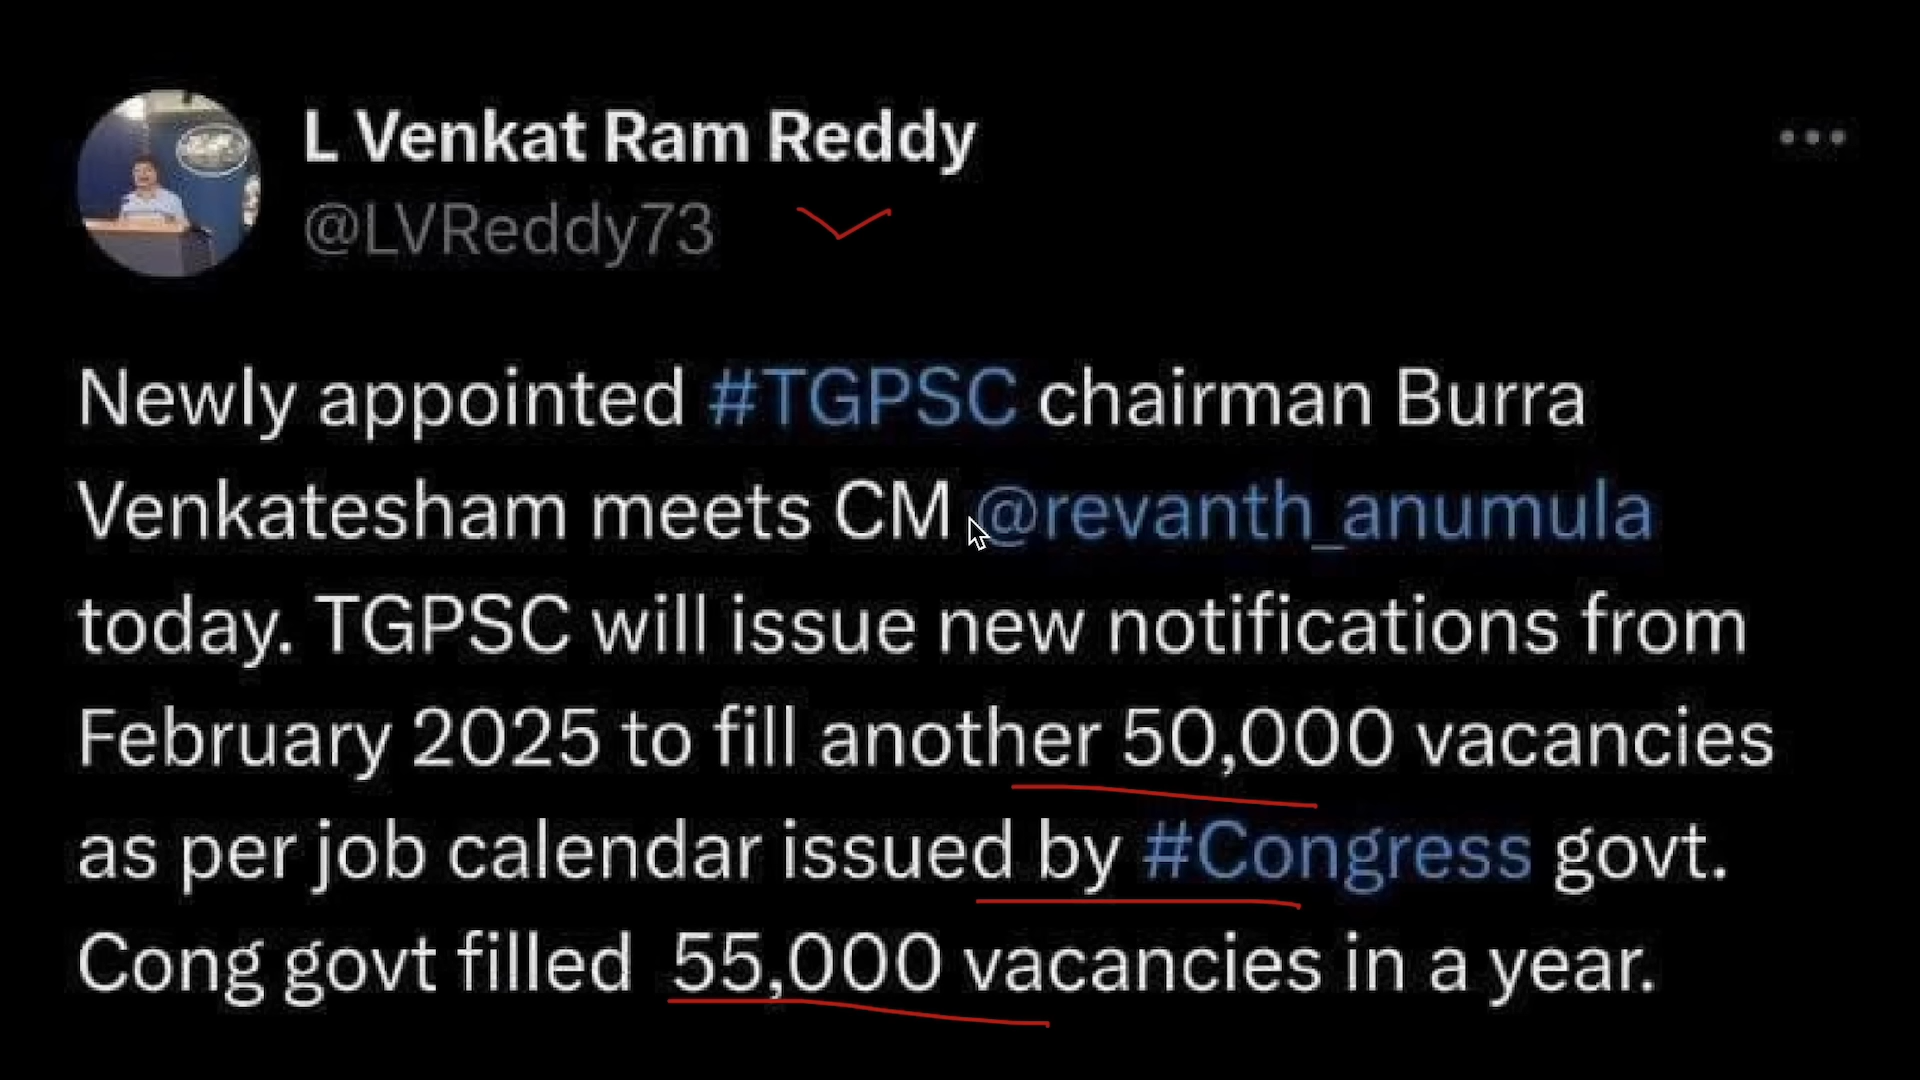 L Venkat Ram Reddy
@LVReddy73
Newly appointed #TGPSC chairman Burra
Venkatesham meets CM @revanth_anumula
today. TGPSC will issue new notifications from
February 2025 to fill another 50,000 vacancies
as per job calendar issued by #Congress govt.
Cong govt filled 55,000 vacancies in a year.